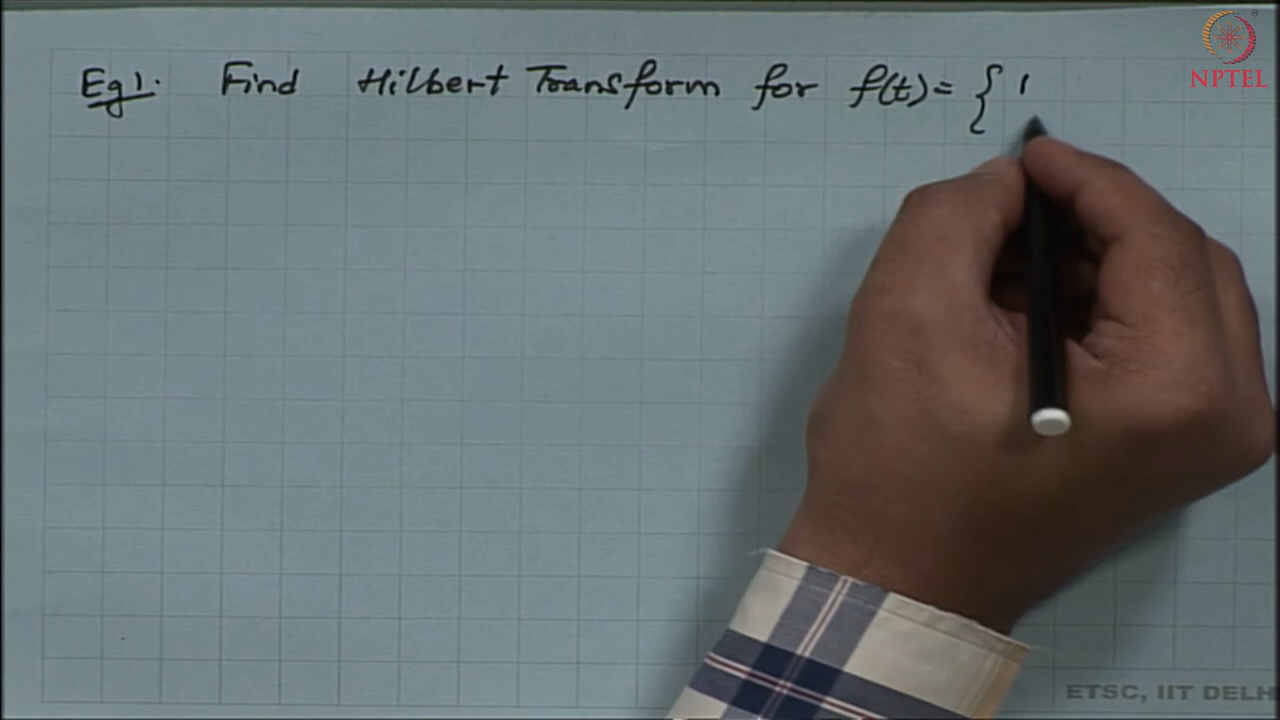 Eg1. Find Hilbert Transform for f(t) = { 1
NPTEL
ETSC, IIT DELH